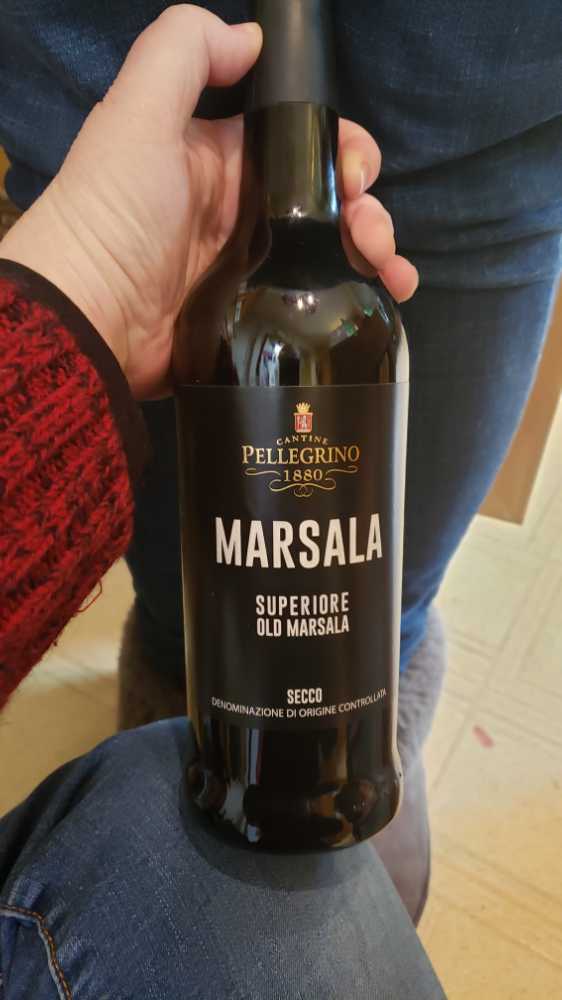 CANTINE
PELLEGRINO
1880
MARSALA
SUPERIORE
OLD MARSALA
SECCO
DENOMINAZIONE DI ORIGINE CONTROLLATA